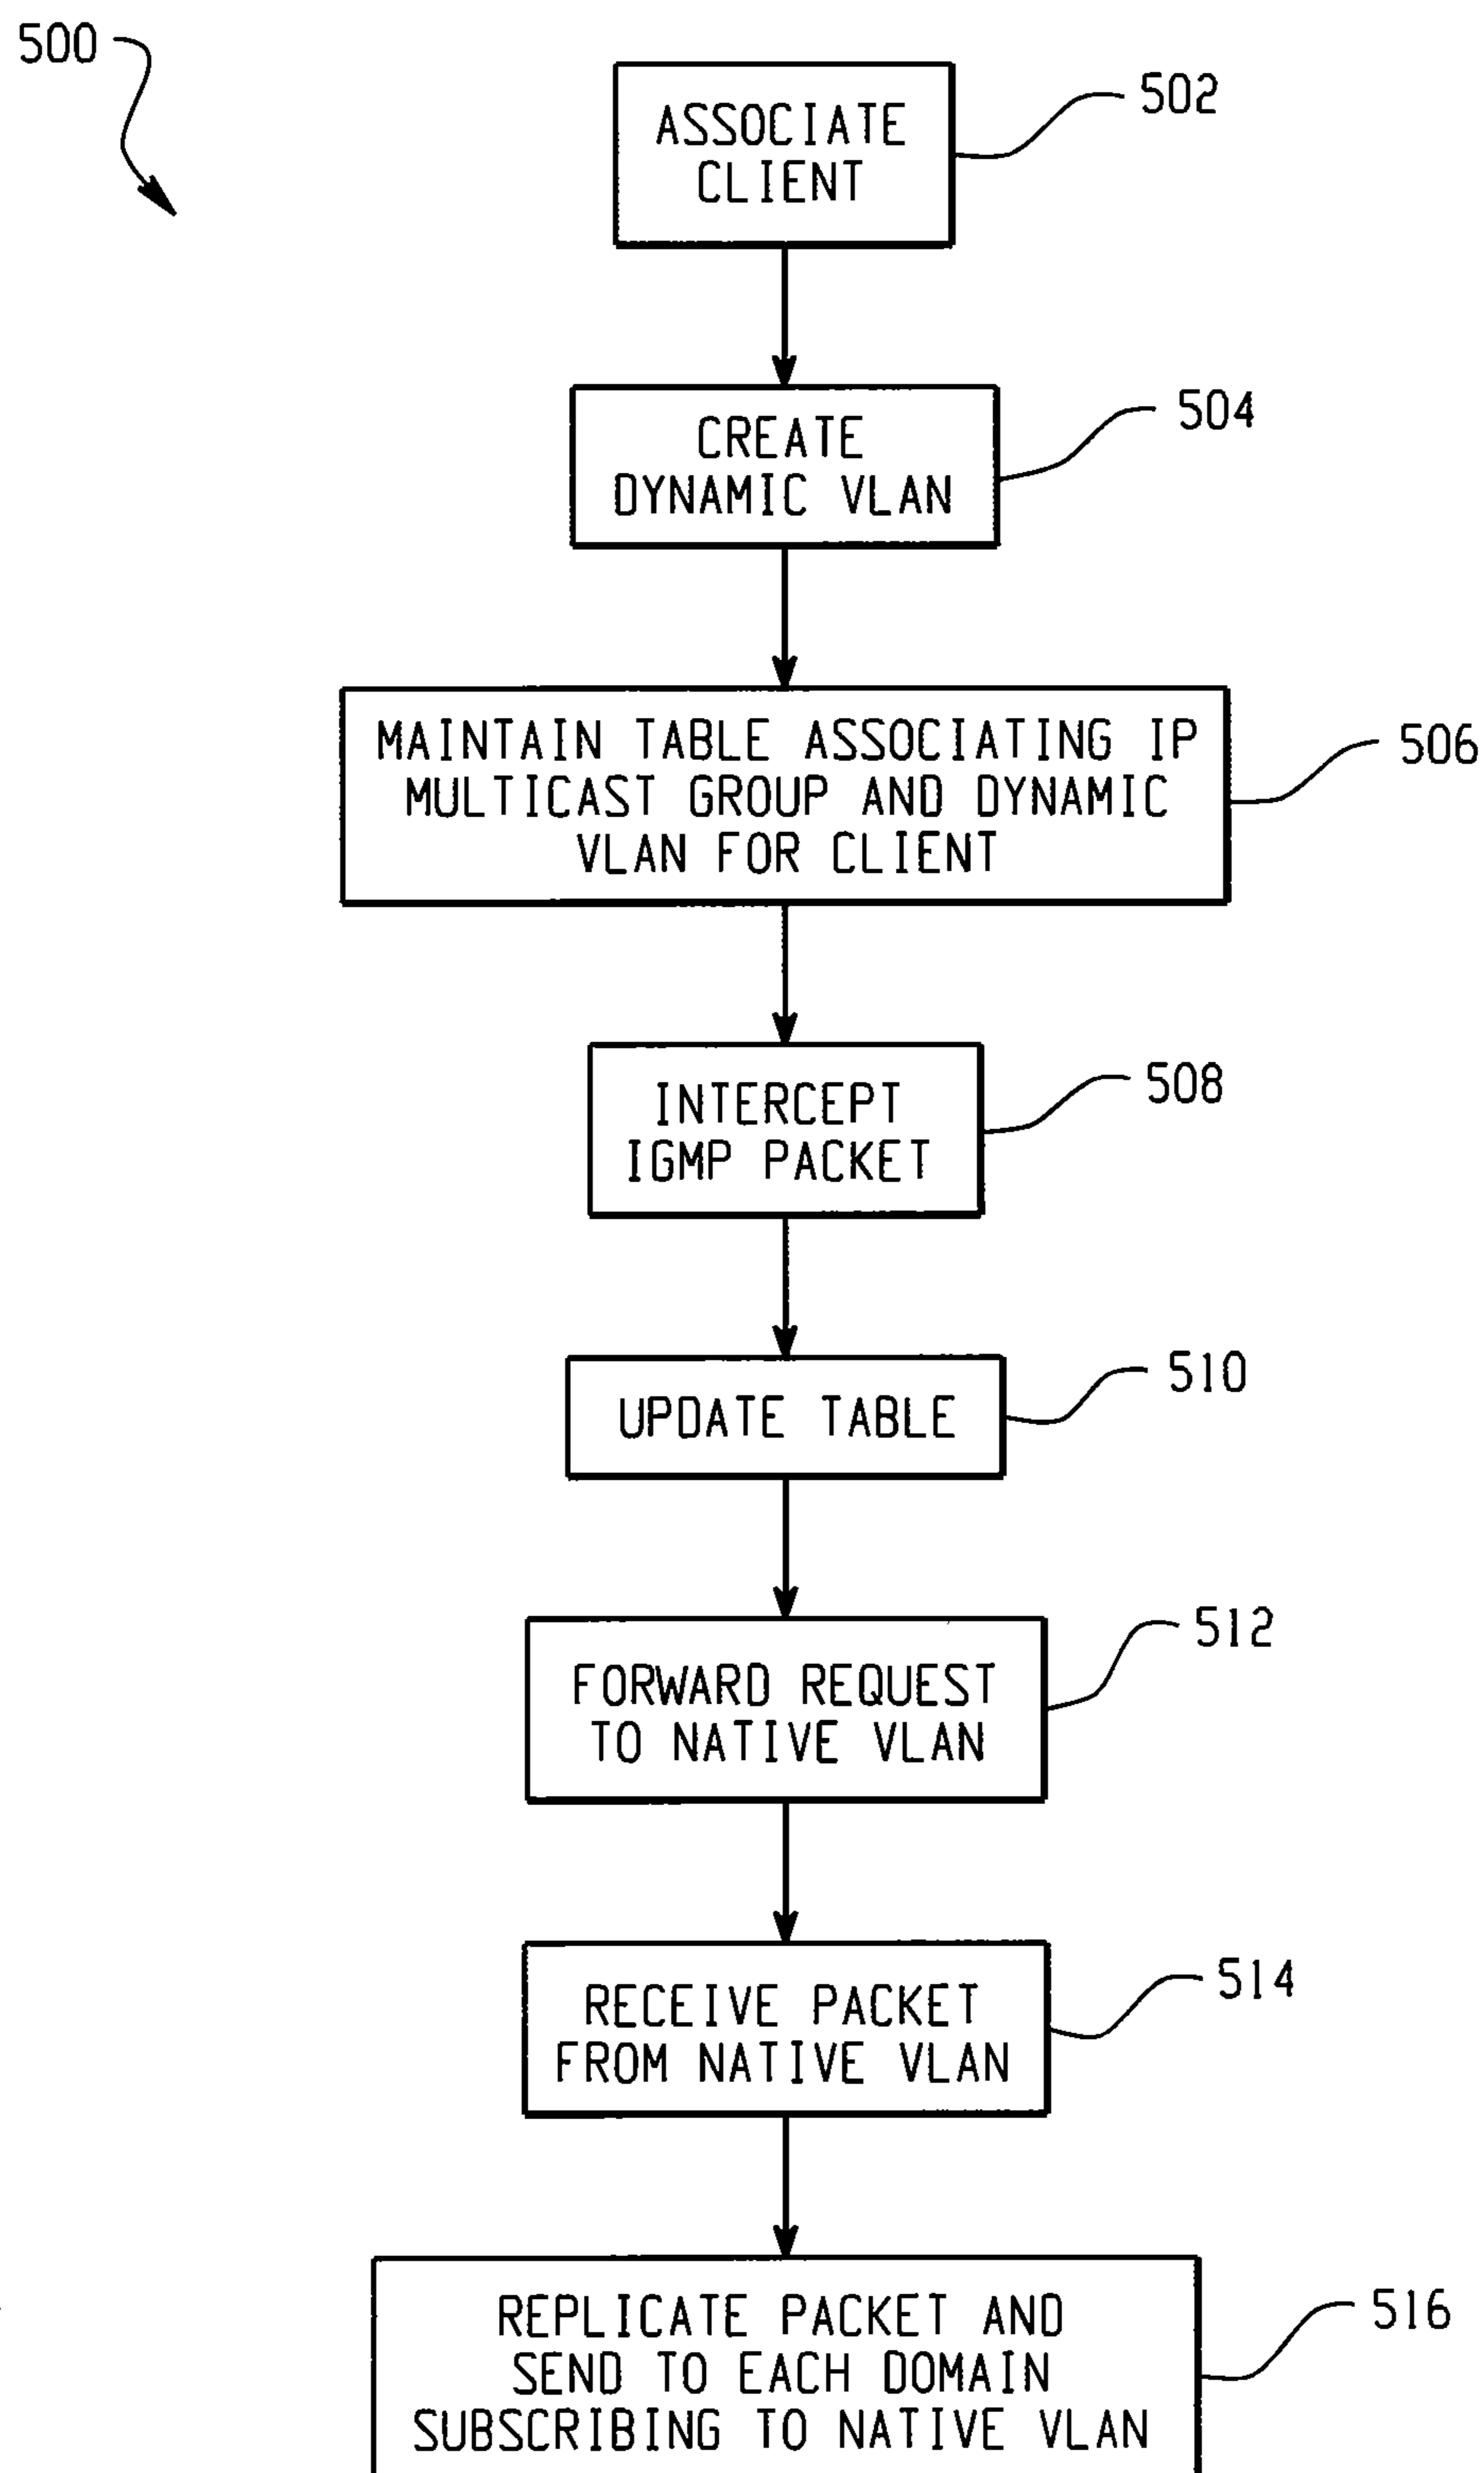 500
ASSOCIATE
CLIENT
502
CREATE
DYNAMIC VLAN
504
MAINTAIN TABLE ASSOCIATING IP
MULTICAST GROUP AND DYNAMIC
VLAN FOR CLIENT
506
INTERCEPT
IGMP PACKET
508
UPDATE TABLE
510
FORWARD REQUEST
TO NATIVE VLAN
512
RECEIVE PACKET
FROM NATIVE VLAN
514
REPLICATE PACKET AND
SEND TO EACH DOMAIN
SUBSCRIBING TO NATIVE VLAN
516